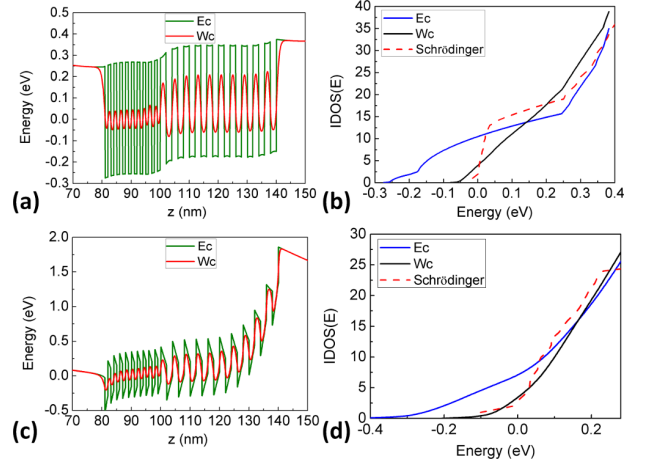 Ec
Wc
Energy (eV)
0.4
0.3
0.2
0.1
0.0
0.1
0.2
0.3
70 80 90 100 110 120 130 140 150
z (nm)
(a)
Ec
Wc
Schrödinger
IDOS(E)
40
35
30
25
20
15
10
5
0
-0.3 -0.2 -0.1 0.0 0.1 0.2 0.3 0.4
Energy (eV)
(b)
Ec
Wc
Energy (eV)
2.0
1.5
1.0
0.5
0.0
-0.5
70 80 90 100 110 120 130 140 150
z (nm)
(c)
Ec
Wc
Schrödinger
IDOS(E)
30
25
20
15
10
5
0
-0.4 -0.2 0.0 0.2
Energy (eV)
(d)